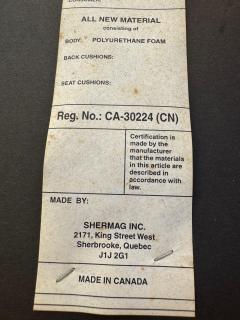 CONSUMER.
ALL NEW MATERIAL
consisting of
BODY: POLYURETHANE FOAM
BACK CUSHIONS:
SEAT CUSHIONS:
Reg. No.: CA-30224 (CN)
Certification is
made by the
manufacturer
that the materials
in this article are
described in
accordance with
law.
MADE BY:
SHERMAG INC.
2171, King Street West
Sherbrooke, Quebec
J1J 2G1
MADE IN CANADA